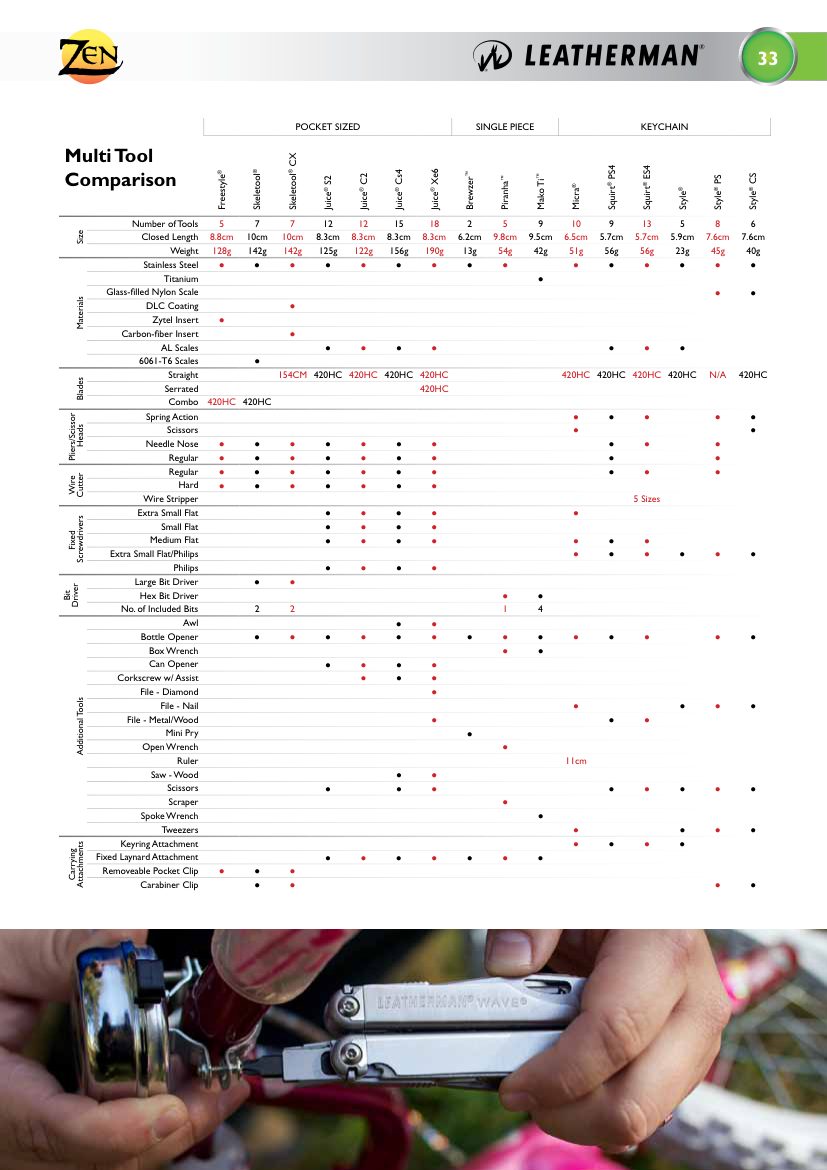 ZEN
LEATHERMAN®
33
POCKET SIZED SINGLE PIECE KEYCHAIN
Multi Tool
Comparison
Freestyle® Skeletool® Skeletool® CX Juice® S2 Juice® C2 Juice® Cs4 Juice® Xe6 Brewzer™ Piranha™ Mako Ti™ Micra® Squirt® PS4 Squirt® ES4 Style® Style® PS Style® CS
Size
Number of Tools 5 7 7 12 12 15 18 2 5 9 10 9 13 5 8 6
Closed Length 8.8cm 10cm 10cm 8.3cm 8.3cm 8.3cm 8.3cm 6.2cm 9.8cm 9.5cm 6.5cm 5.7cm 5.7cm 5.9cm 7.6cm 7.6cm
Weight 128g 142g 142g 125g 122g 156g 190g 13g 54g 42g 51g 56g 56g 23g 45g 40g
Materials
Stainless Steel • • • • • • • • • • • • • • •
Titanium •
Glass-filled Nylon Scale • •
DLC Coating •
Zytel Insert •
Carbon-fiber Insert •
AL Scales • • • • • • •
6061-T6 Scales •
Blades
Straight 154CM 420HC 420HC 420HC 420HC 420HC 420HC 420HC 420HC N/A 420HC
Serrated 420HC
Combo 420HC 420HC
Pliers/Scissor
Heads
Spring Action • • • • •
Scissors • •
Needle Nose • • • • • • • • • •
Regular • • • • • • • • •
Wire
Cutter
Regular • • • • • • • • • •
Hard • • • • • • •
Wire Stripper 5 Sizes
Fixed
Screwdrivers
Extra Small Flat • • • • •
Small Flat • • • •
Medium Flat • • • • • • •
Extra Small Flat/Philips • • • • • •
Philips • • • •
Bit
Driver
Large Bit Driver • •
Hex Bit Driver • •
No. of Included Bits 2 2 1 4
Additional Tools
Awl • •
Bottle Opener • • • • • • • • • • • • • •
Box Wrench • •
Can Opener • • • •
Corkscrew w/ Assist • • •
File - Diamond •
File - Nail • • • •
File - Metal/Wood • • •
Mini Pry •
Open Wrench •
Ruler 11cm
Saw - Wood • •
Scissors • • • • • • • •
Scraper •
Spoke Wrench •
Tweezers • • • •
Carrying
Attachments
Keyring Attachment • • • •
Fixed Laynard Attachment • • • • • • •
Removeable Pocket Clip • • •
Carabiner Clip • • • •
LEATHERMAN® WAVE®